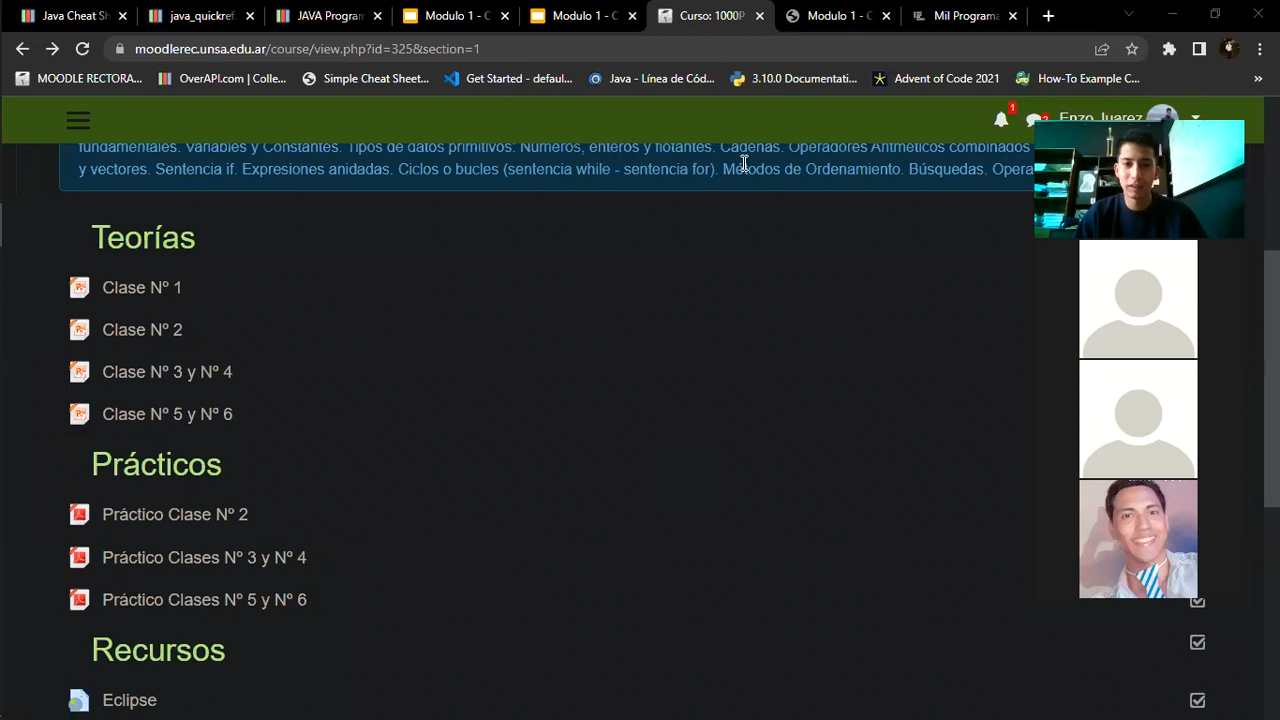 Java Cheat Sh
java_quickref.
JAVA Program
Modulo 1 - C
Modulo 1 - C
Curso: 1000P
Modulo 1 - C
Mil Programa
moodlerec.unsa.edu.ar/course/view.php?id=325&section=1
MOODLE RECTORA...
OverAPI.com | Colle...
Simple Cheat Sheet...
Get Started - defaul...
Java - Línea de Cód...
3.10.0 Documentati...
Advent of Code 2021
How-To Example C...
»
1
2
Enzo Juarez
fundamentales. Variables y Constantes. Tipos de datos primitivos: Números, enteros y flotantes. Cadenas. Operadores Aritméticos combinados
y vectores. Sentencia if. Expresiones anidadas. Ciclos o bucles (sentencia while - sentencia for). Métodos de Ordenamiento. Búsquedas. Opera
Teorías
Clase Nº 1
Clase Nº 2
Clase Nº 3 y Nº 4
Clase Nº 5 y Nº 6
Prácticos
Práctico Clase Nº 2
Práctico Clases Nº 3 y Nº 4
Práctico Clases Nº 5 y Nº 6
Recursos
Eclipse